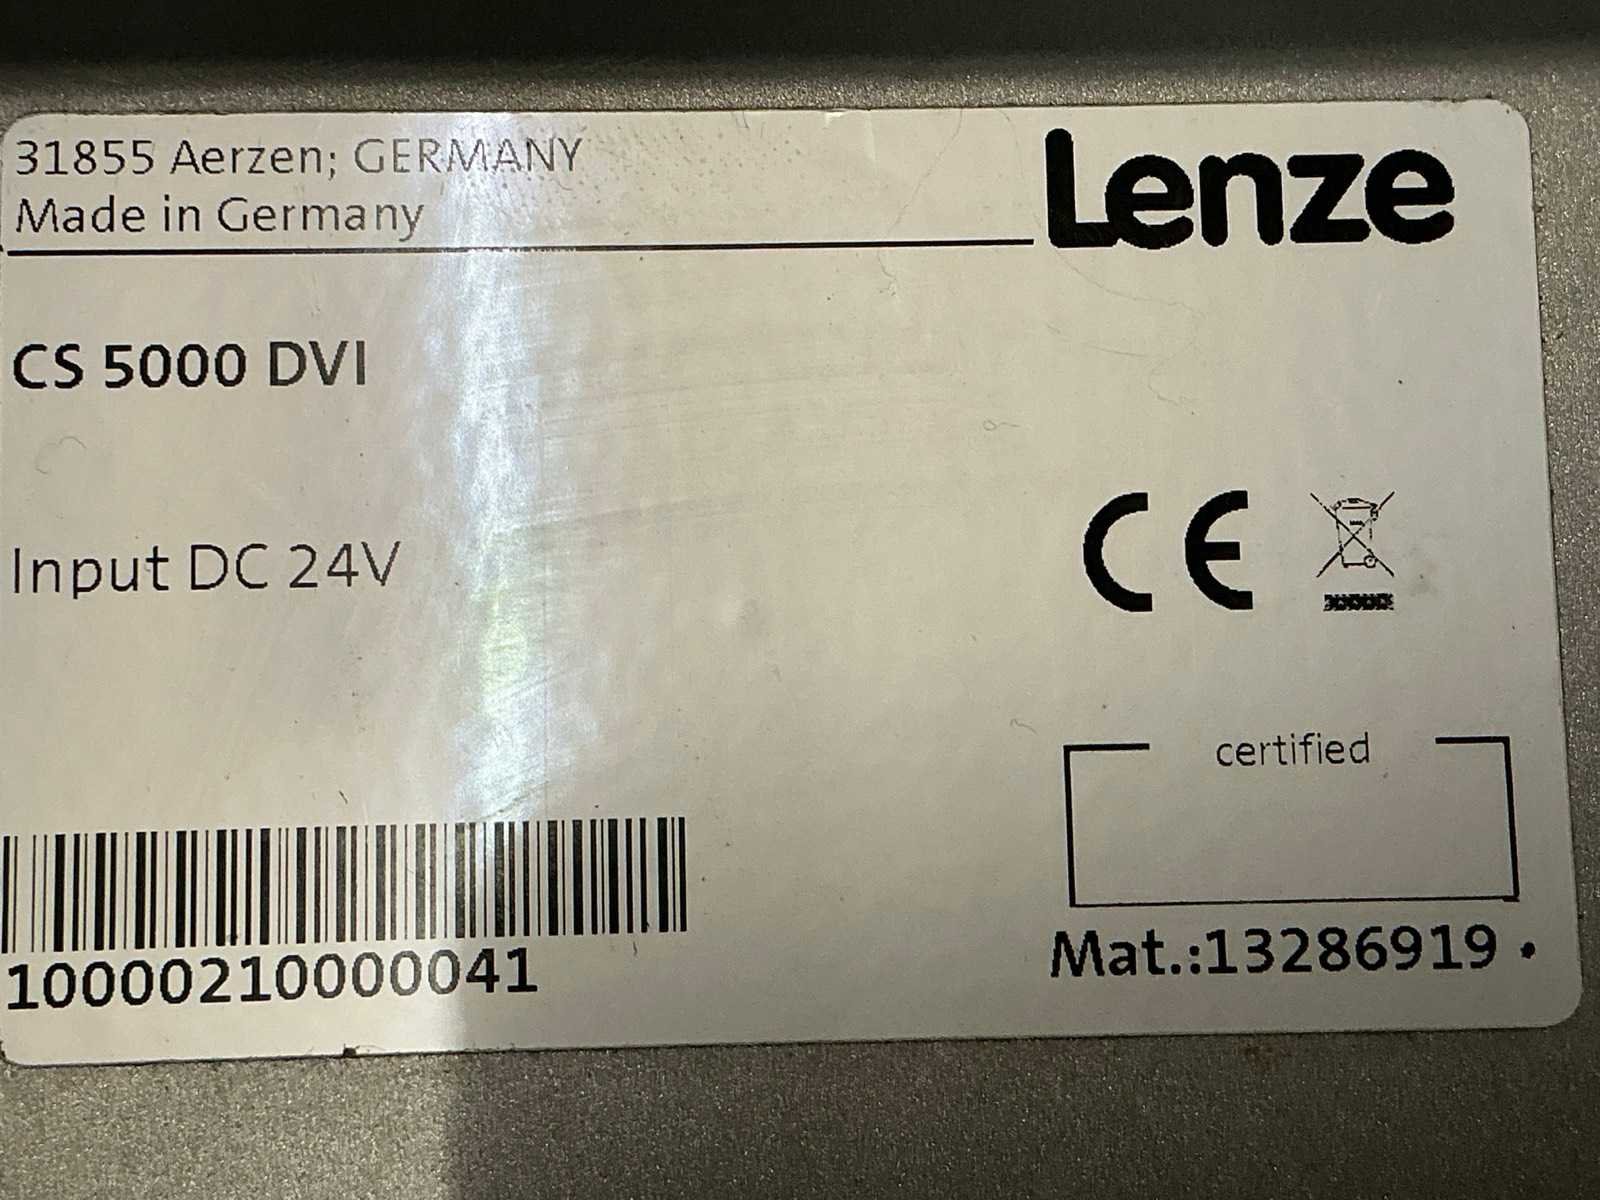 31855 Aerzen; GERMANY
Made in Germany
Lenze
CS 5000 DVI
Input DC 24V
CE
certified
10000210000041
Mat.:13286919